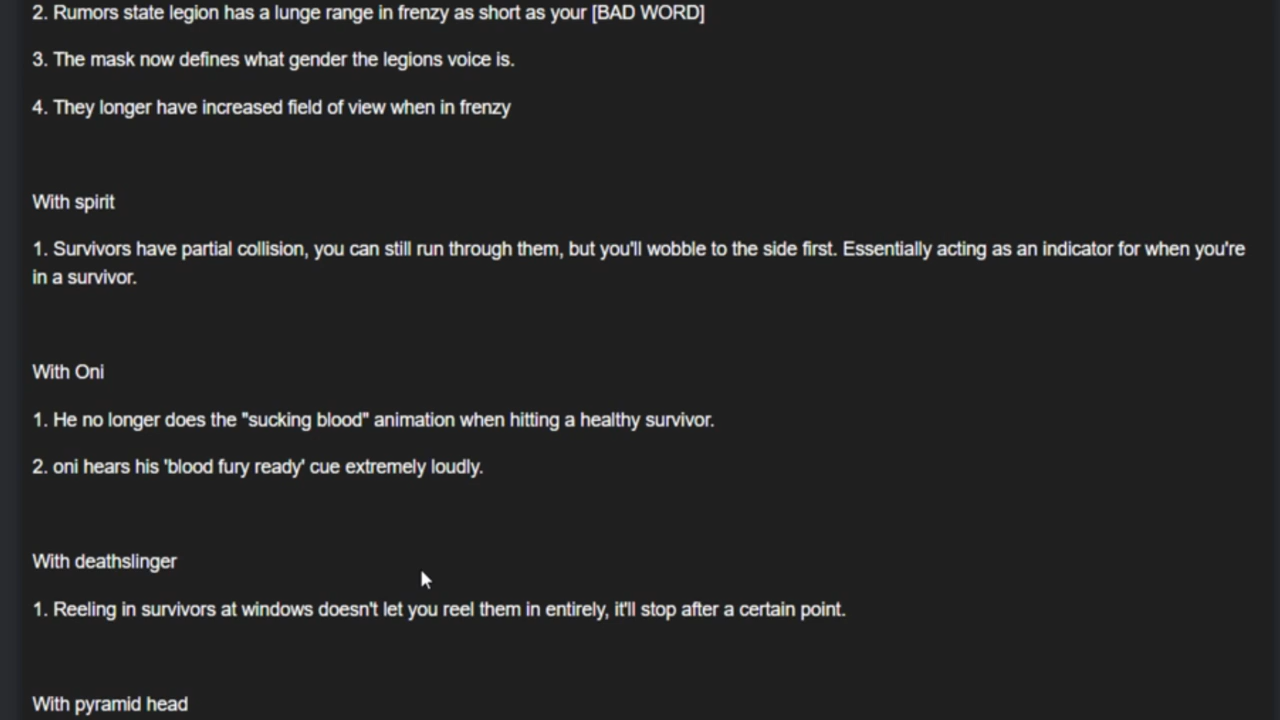 2. Rumors state legion has a lunge range in frenzy as short as your [BAD WORD]
3. The mask now defines what gender the legions voice is.
4. They longer have increased field of view when in frenzy
With spirit
1. Survivors have partial collision, you can still run through them, but you'll wobble to the side first. Essentially acting as an indicator for when you're
in a survivor.
With Oni
1. He no longer does the "sucking blood" animation when hitting a healthy survivor.
2. oni hears his 'blood fury ready' cue extremely loudly.
With deathslinger
1. Reeling in survivors at windows doesn't let you reel them in entirely, it'll stop after a certain point.
With pyramid head